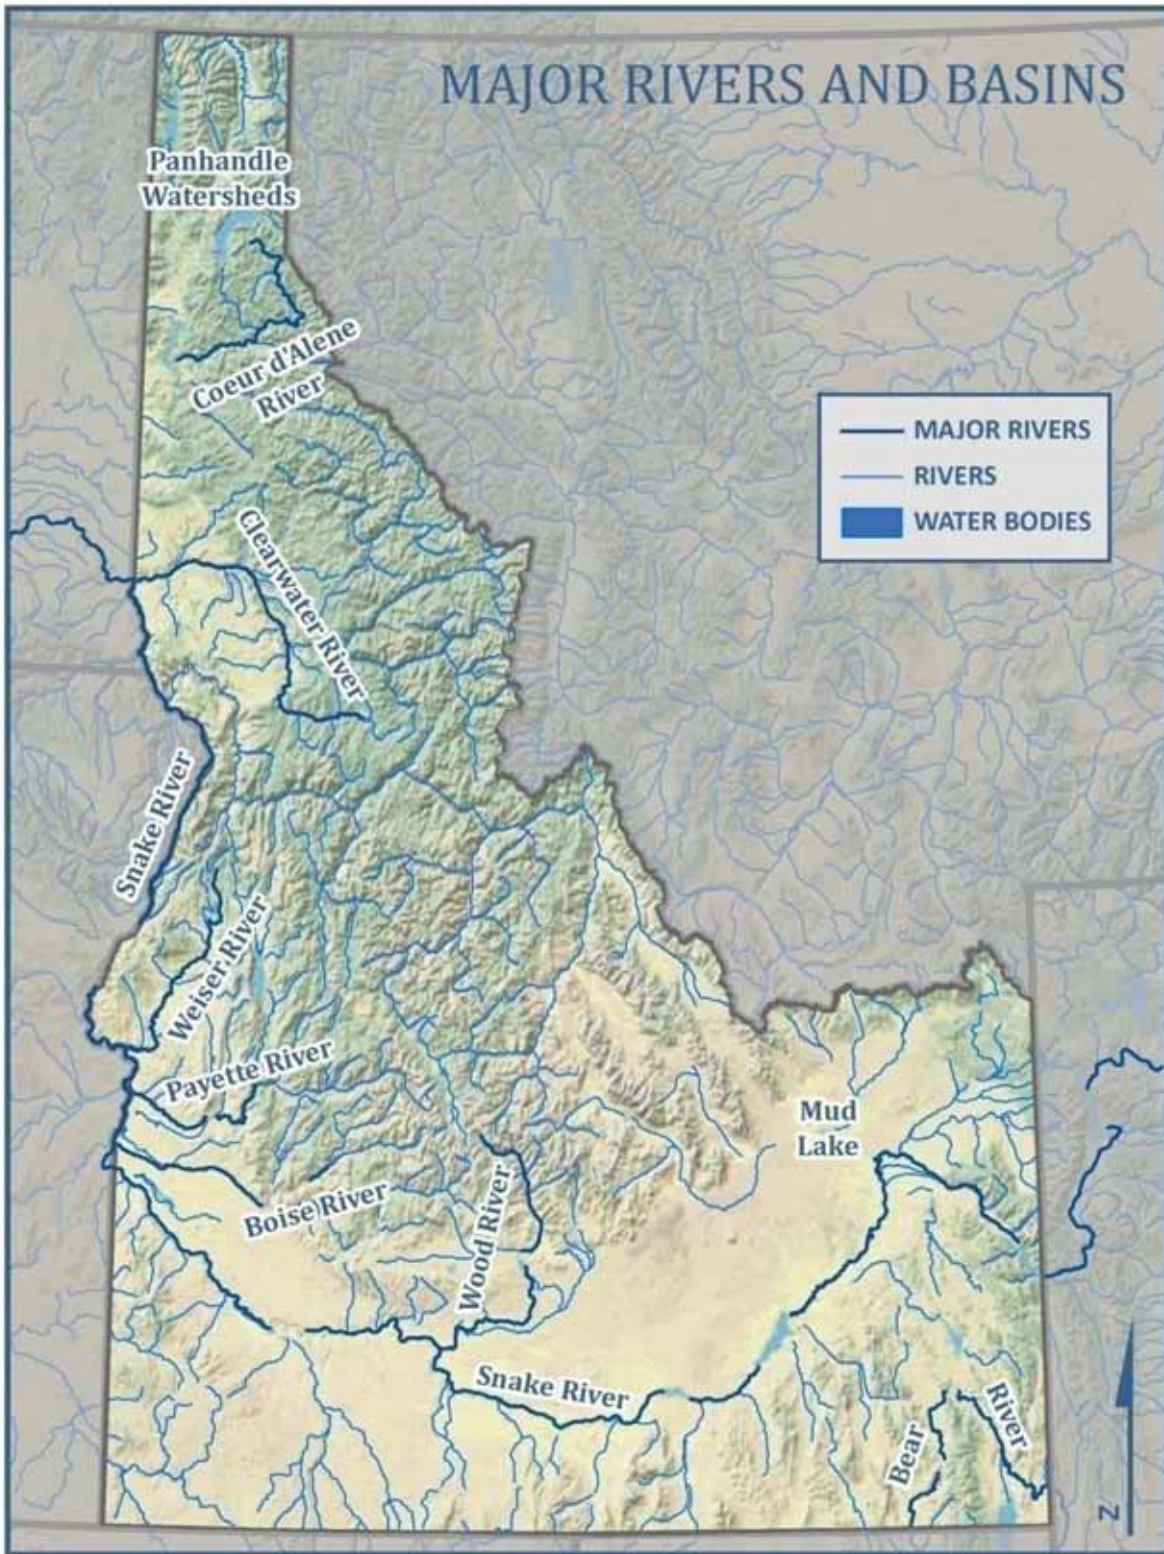 MAJOR RIVERS AND BASINS
Panhandle
Watersheds
Coeur d'Alene
River
MAJOR RIVERS
RIVERS
WATER BODIES
Clearwater River
Snake River
Weiser River
Payette River
Mud
Lake
Boise River
Wood River
Snake River
Bear
River
N